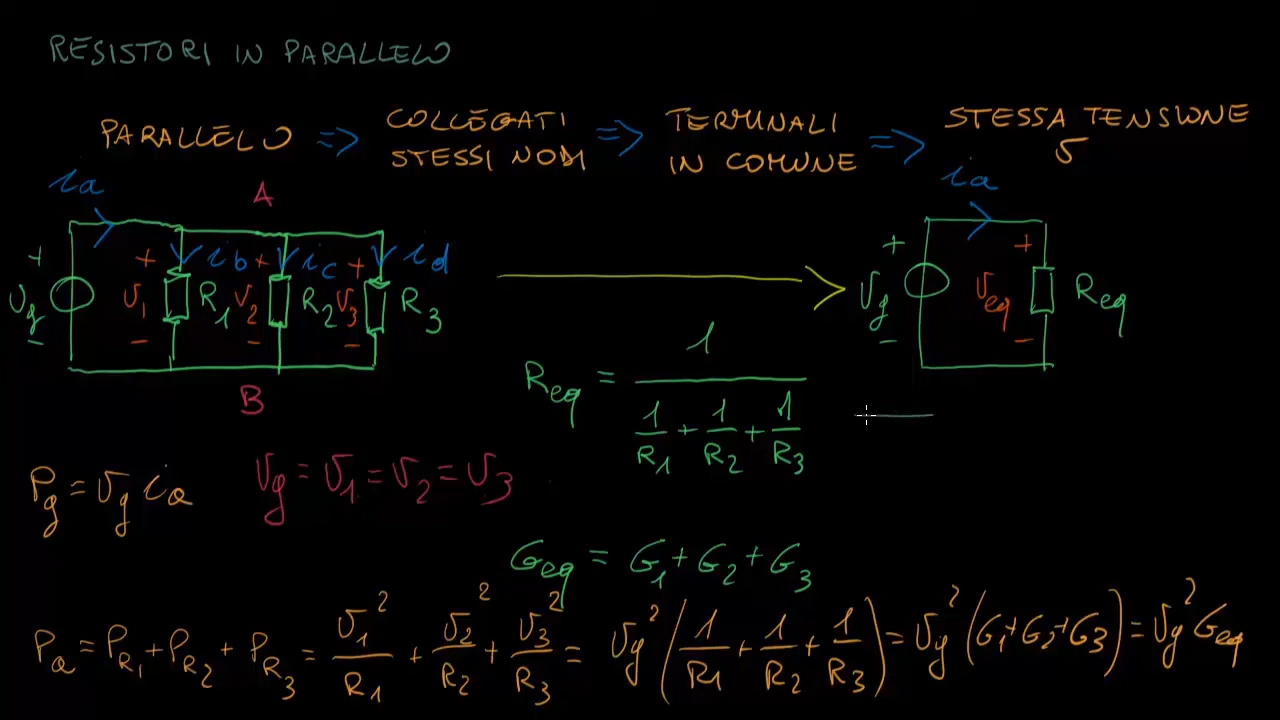 RESISTORI IN PARALLELO
PARALLELO => COLLEGATI STESSI NODI => TERMINALI IN COMUNE => STESSA TENSIONE v
ia A ia
+ + ib + ic + id + +
vg v1 R1 v2 R2 v3 R3 vg veq Req
- - - - - -
B
Req = 1 / (1/R1 + 1/R2 + 1/R3)
Pg = vg ia vg = v1 = v2 = v3
Geq = G1 + G2 + G3
Pa = PR1 + PR2 + PR3 = v1²/R1 + v2²/R2 + v3²/R3 = vg² (1/R1 + 1/R2 + 1/R3) = vg² (G1 + G2 + G3) = vg² Geq